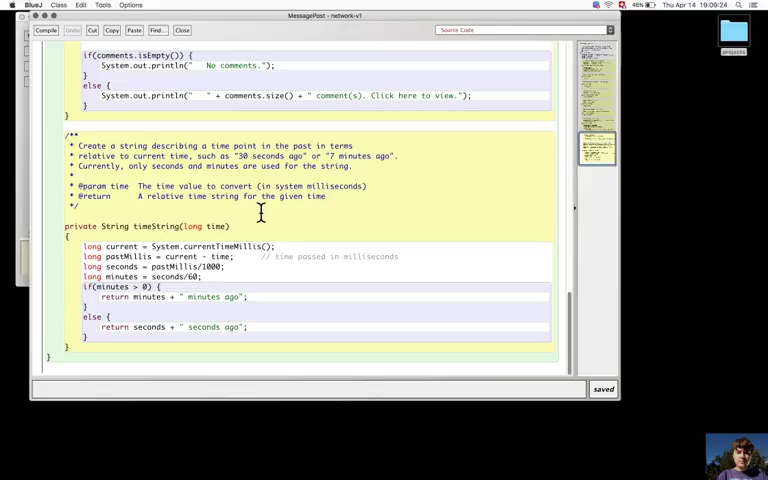 BlueJ Class Edit Tools Options 46% Thu Apr 14 19:09:24
MessagePost - network-v1
Compile Undo Cut Copy Paste Find... Close Source Code
projects
if(comments.isEmpty()) {
System.out.println("   No comments.");
}
else {
System.out.println("   " + comments.size() + " comment(s). Click here to view.");
}
}
/**
* Create a string describing a time point in the past in terms
* relative to current time, such as "30 seconds ago" or "7 minutes ago".
* Currently, only seconds and minutes are used for the string.
*
* @param time  The time value to convert (in system milliseconds)
* @return      A relative time string for the given time
*/
private String timeString(long time)
{
long current = System.currentTimeMillis();
long pastMillis = current - time;      // time passed in milliseconds
long seconds = pastMillis/1000;
long minutes = seconds/60;
if(minutes > 0) {
return minutes + " minutes ago";
}
else {
return seconds + " seconds ago";
}
}
}
saved